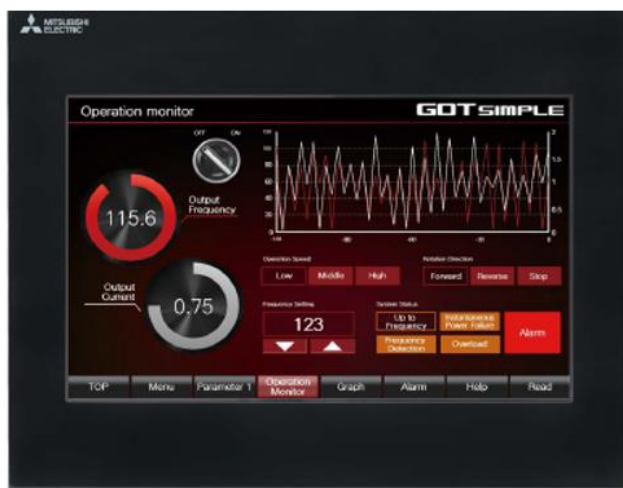 MITSUBISHI
ELECTRIC
Operation monitor
GOT SIMPLE
OFF
ON
115.6
Output
Frequency
Output
Current
0.75
Operation Speed
Low
Middle
High
Rotation Direction
Forward
Reverse
Stop
Frequency Setting
123
System Status
Up to
Frequency
Instantaneous
Power Failure
Frequency
Detection
Overload
Alarm
TOP
Menu
Parameter 1
Operation
Monitor
Graph
Alarm
Help
Read